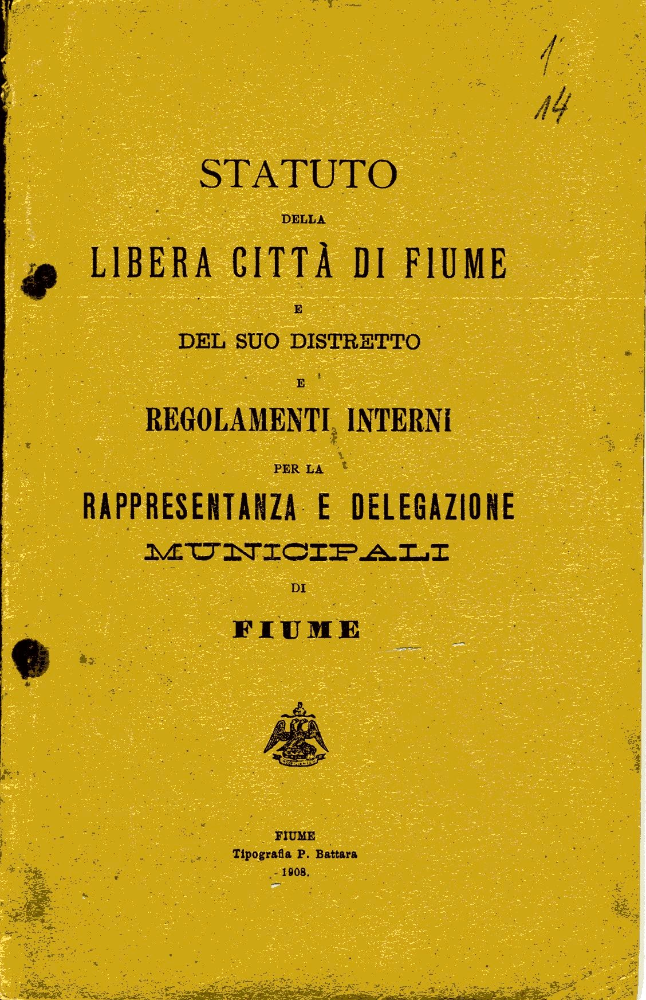 1
14
STATUTO
DELLA
LIBERA CITTÀ DI FIUME
E
DEL SUO DISTRETTO
E
REGOLAMENTI INTERNI
PER LA
RAPPRESENTANZA E DELEGAZIONE
MUNICIPALI
DI
FIUME
FIUME
Tipografia P. Battara
1908.